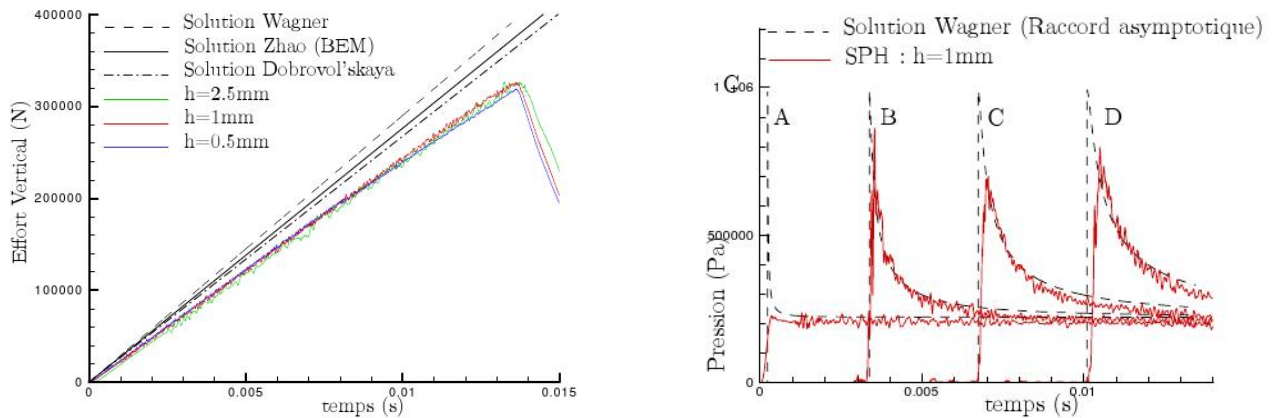 400000
300000
200000
100000
0
Effort Vertical (N)
Solution Wagner
Solution Zhao (BEM)
Solution Dobrovol'skaya
h=2.5mm
h=1mm
h=0.5mm
0
0.005
0.01
0.015
temps (s)
Solution Wagner (Raccord asymptotique)
SPH : h=1mm
500000
0
Pression (Pa)
A
B
C
D
0
0.005
0.01
temps (s)